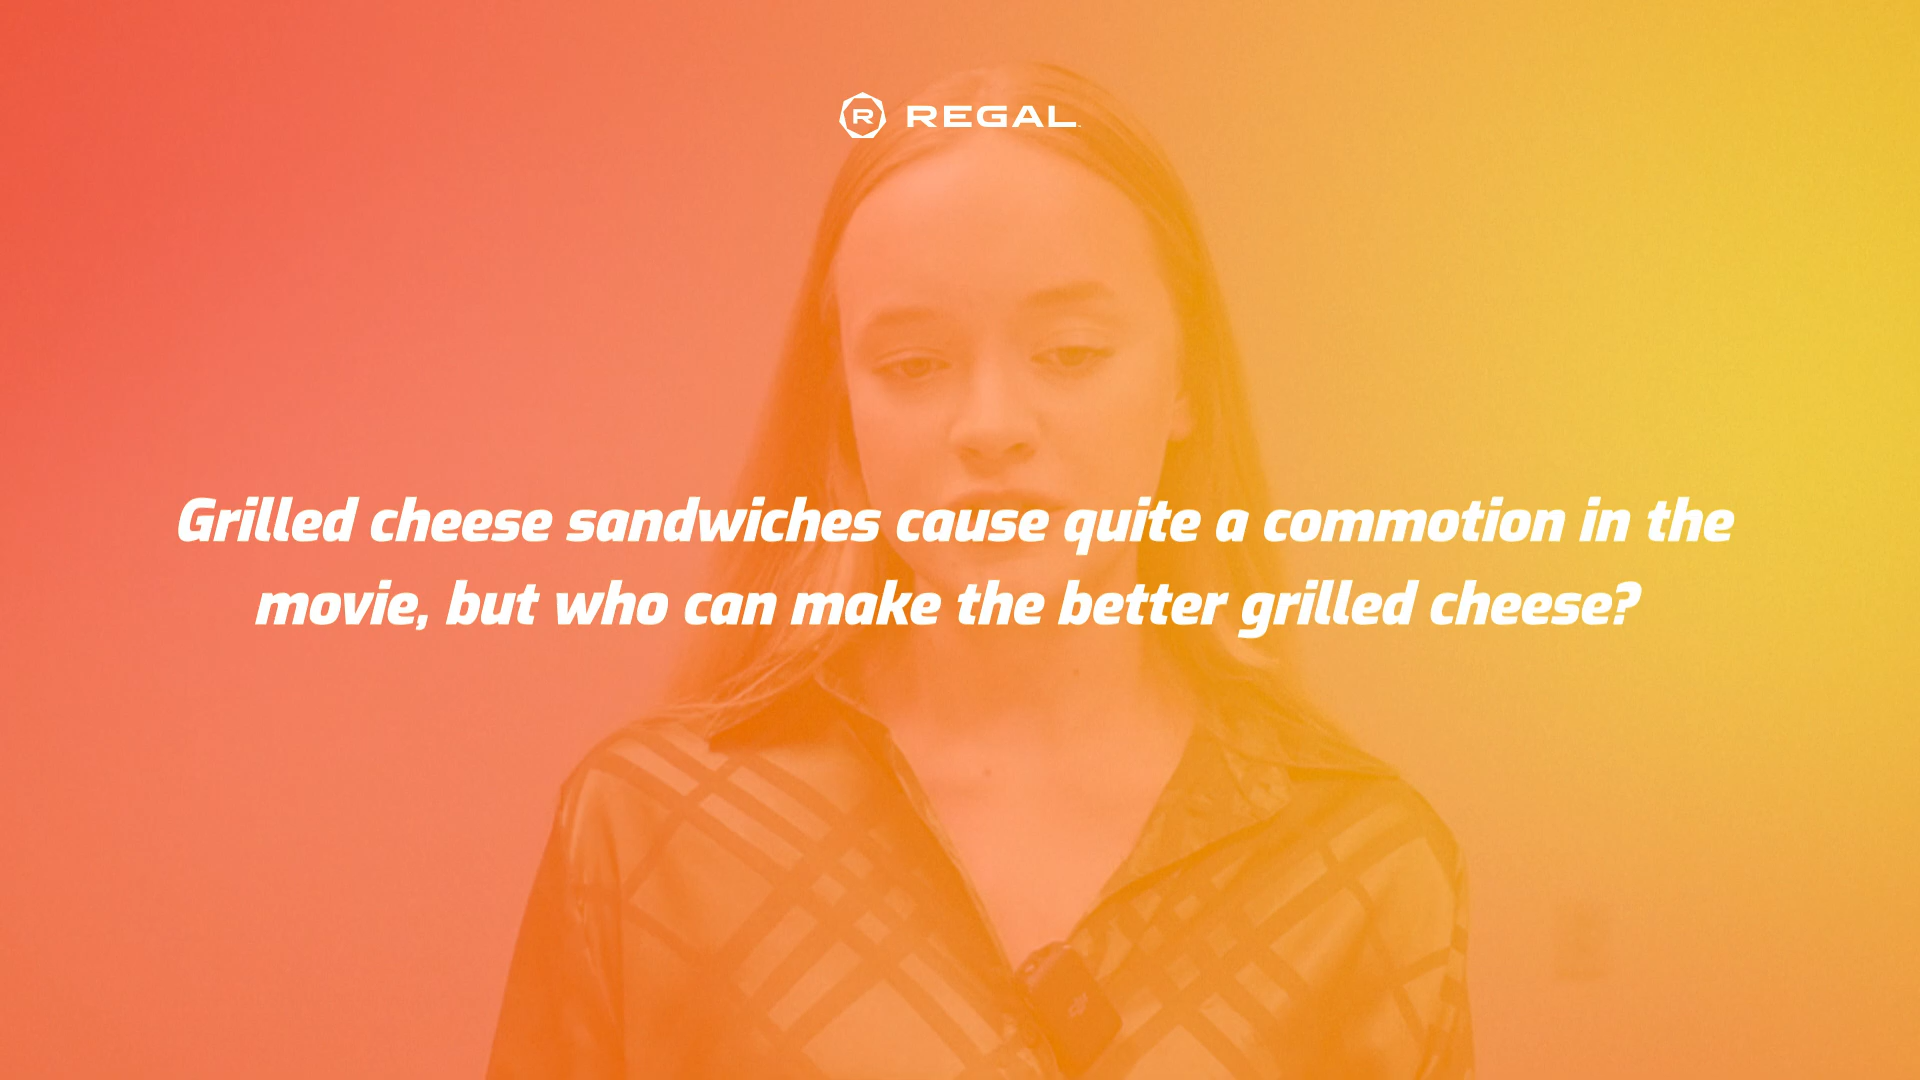 R REGAL
Grilled cheese sandwiches cause quite a commotion in the
movie, but who can make the better grilled cheese?